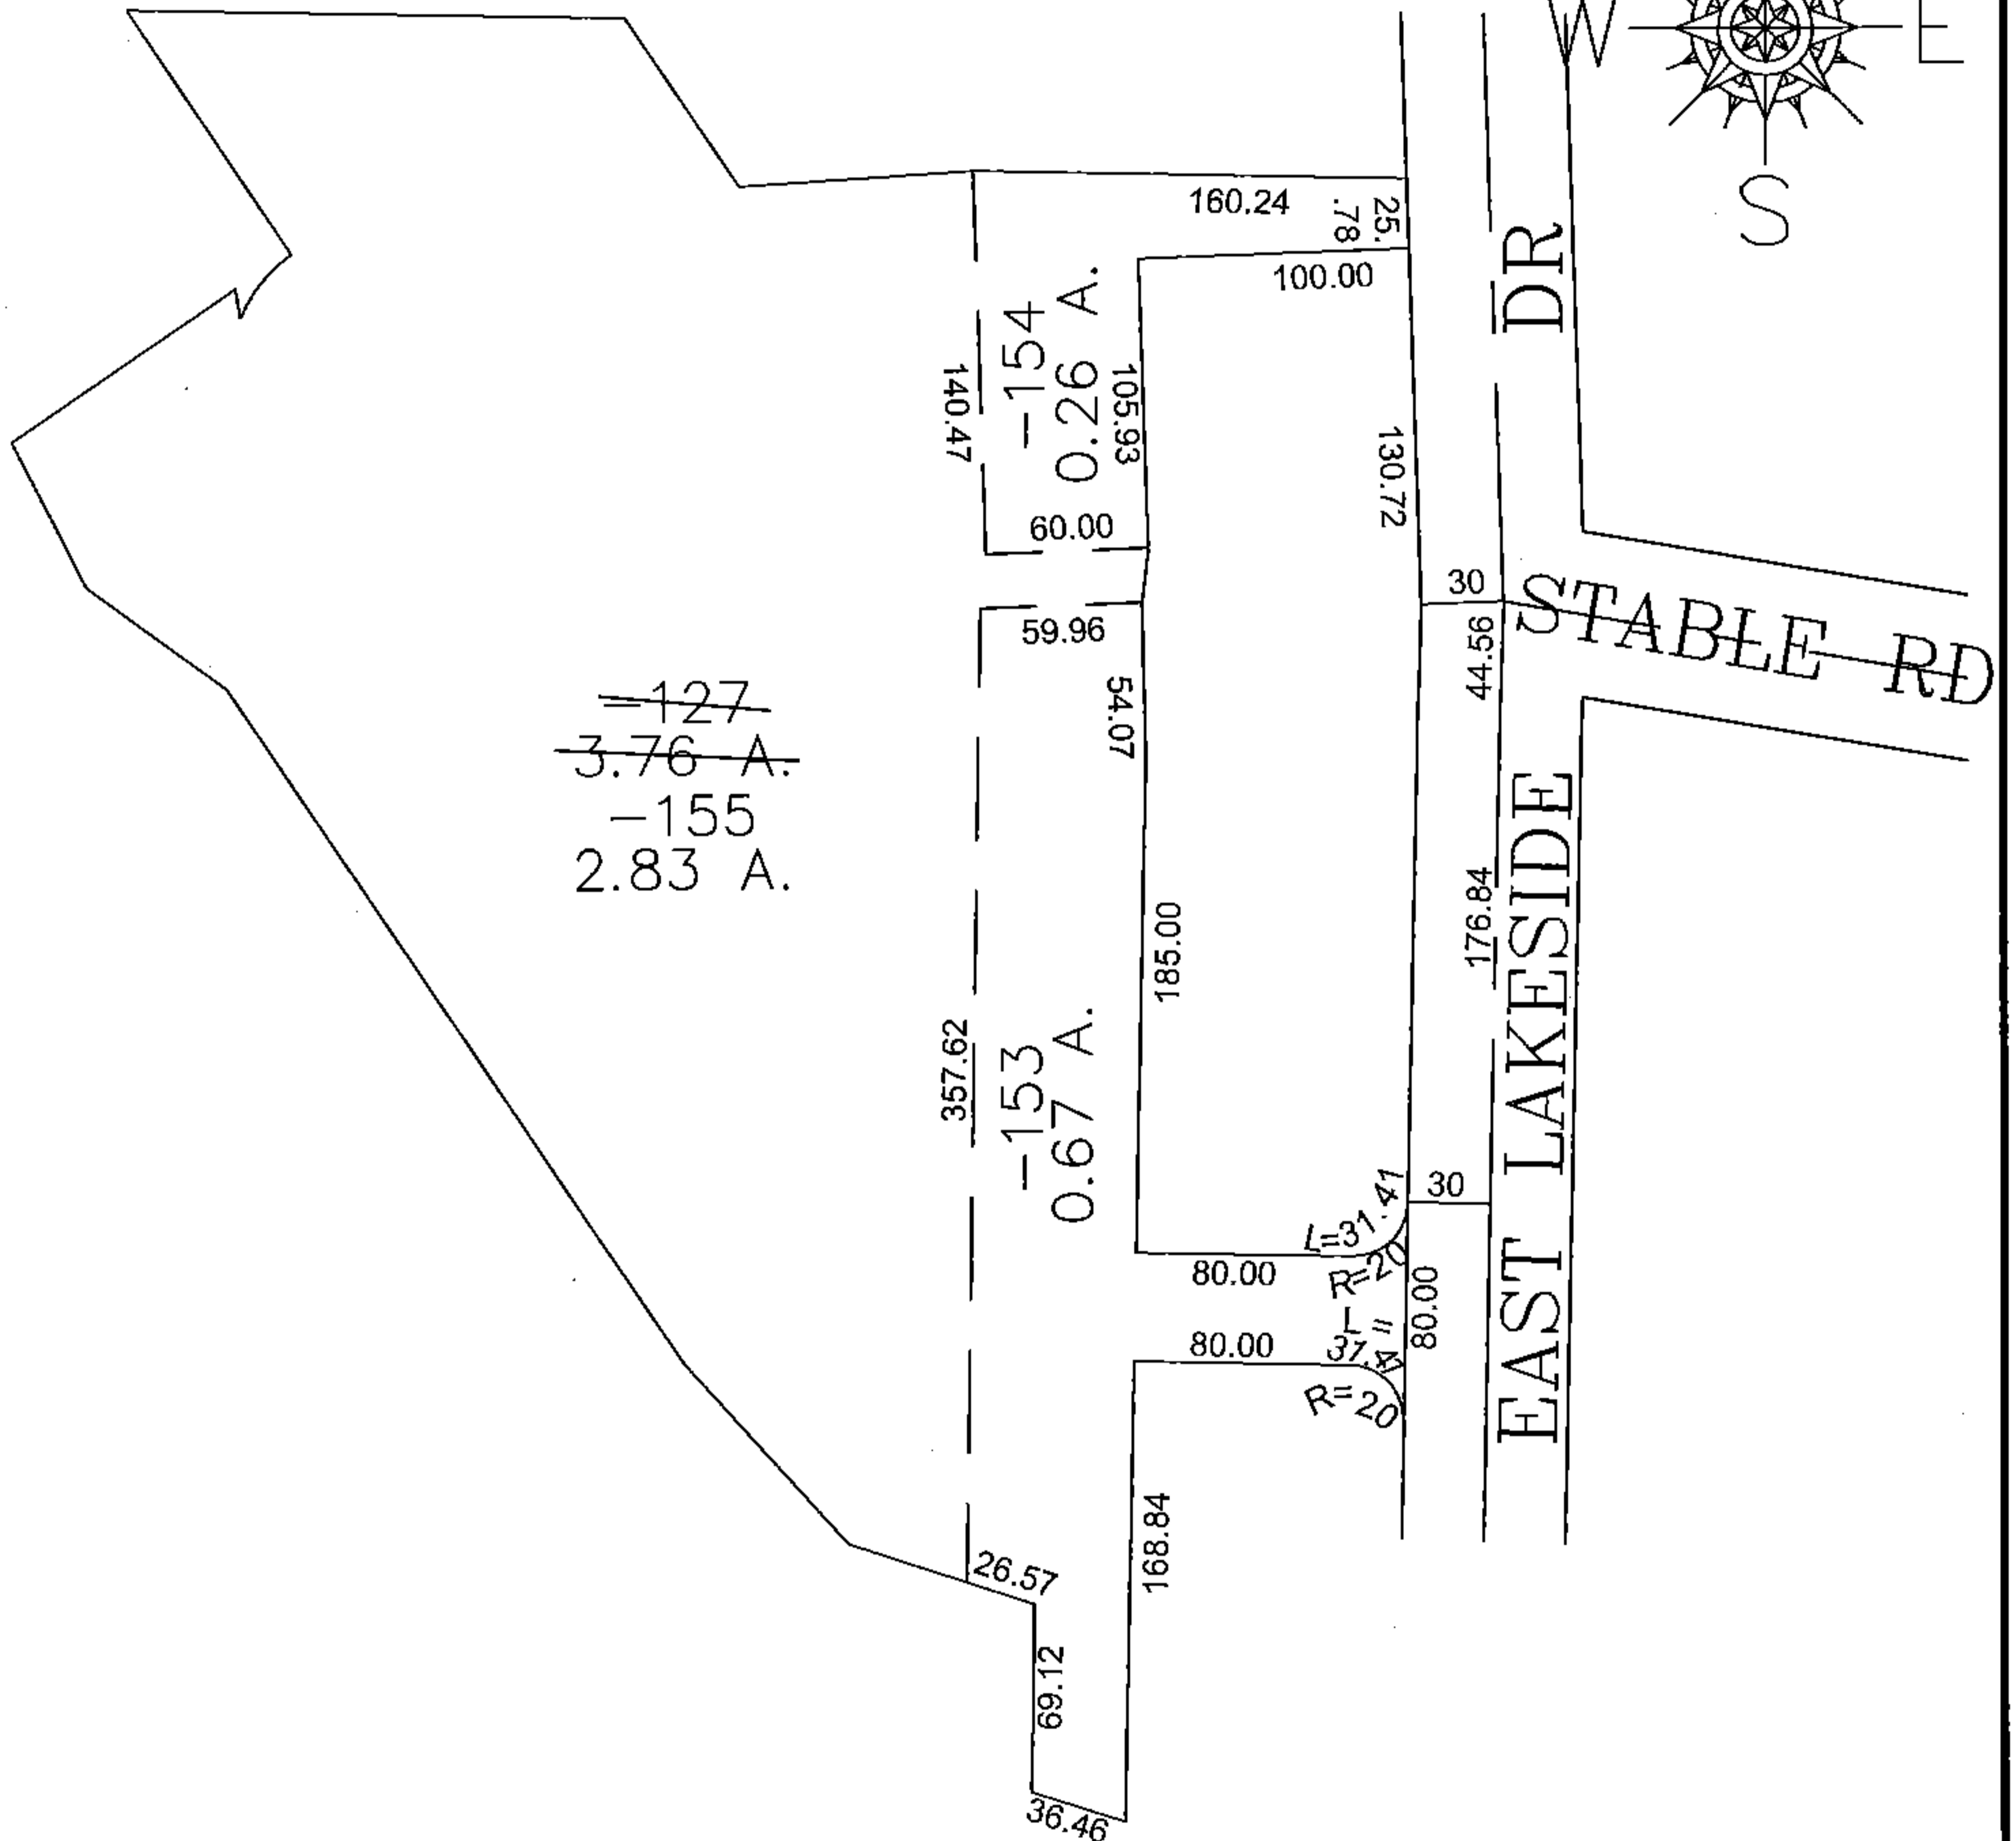 W
E
S
160.24
25.
.78
100.00
DR
-154
0.26 A.
140.47
105.93
130.72
60.00
30
STABLE RD
59.96
44.56
54.07
-127
3.76 A.
-155
2.83 A.
176.84
185.00
357.62
-153
0.67 A.
EAST LAKESIDE
L=31.41
30
R=20
80.00
80.00
L=
37.41
80.00
R=20
168.84
26.57
69.12
36.46